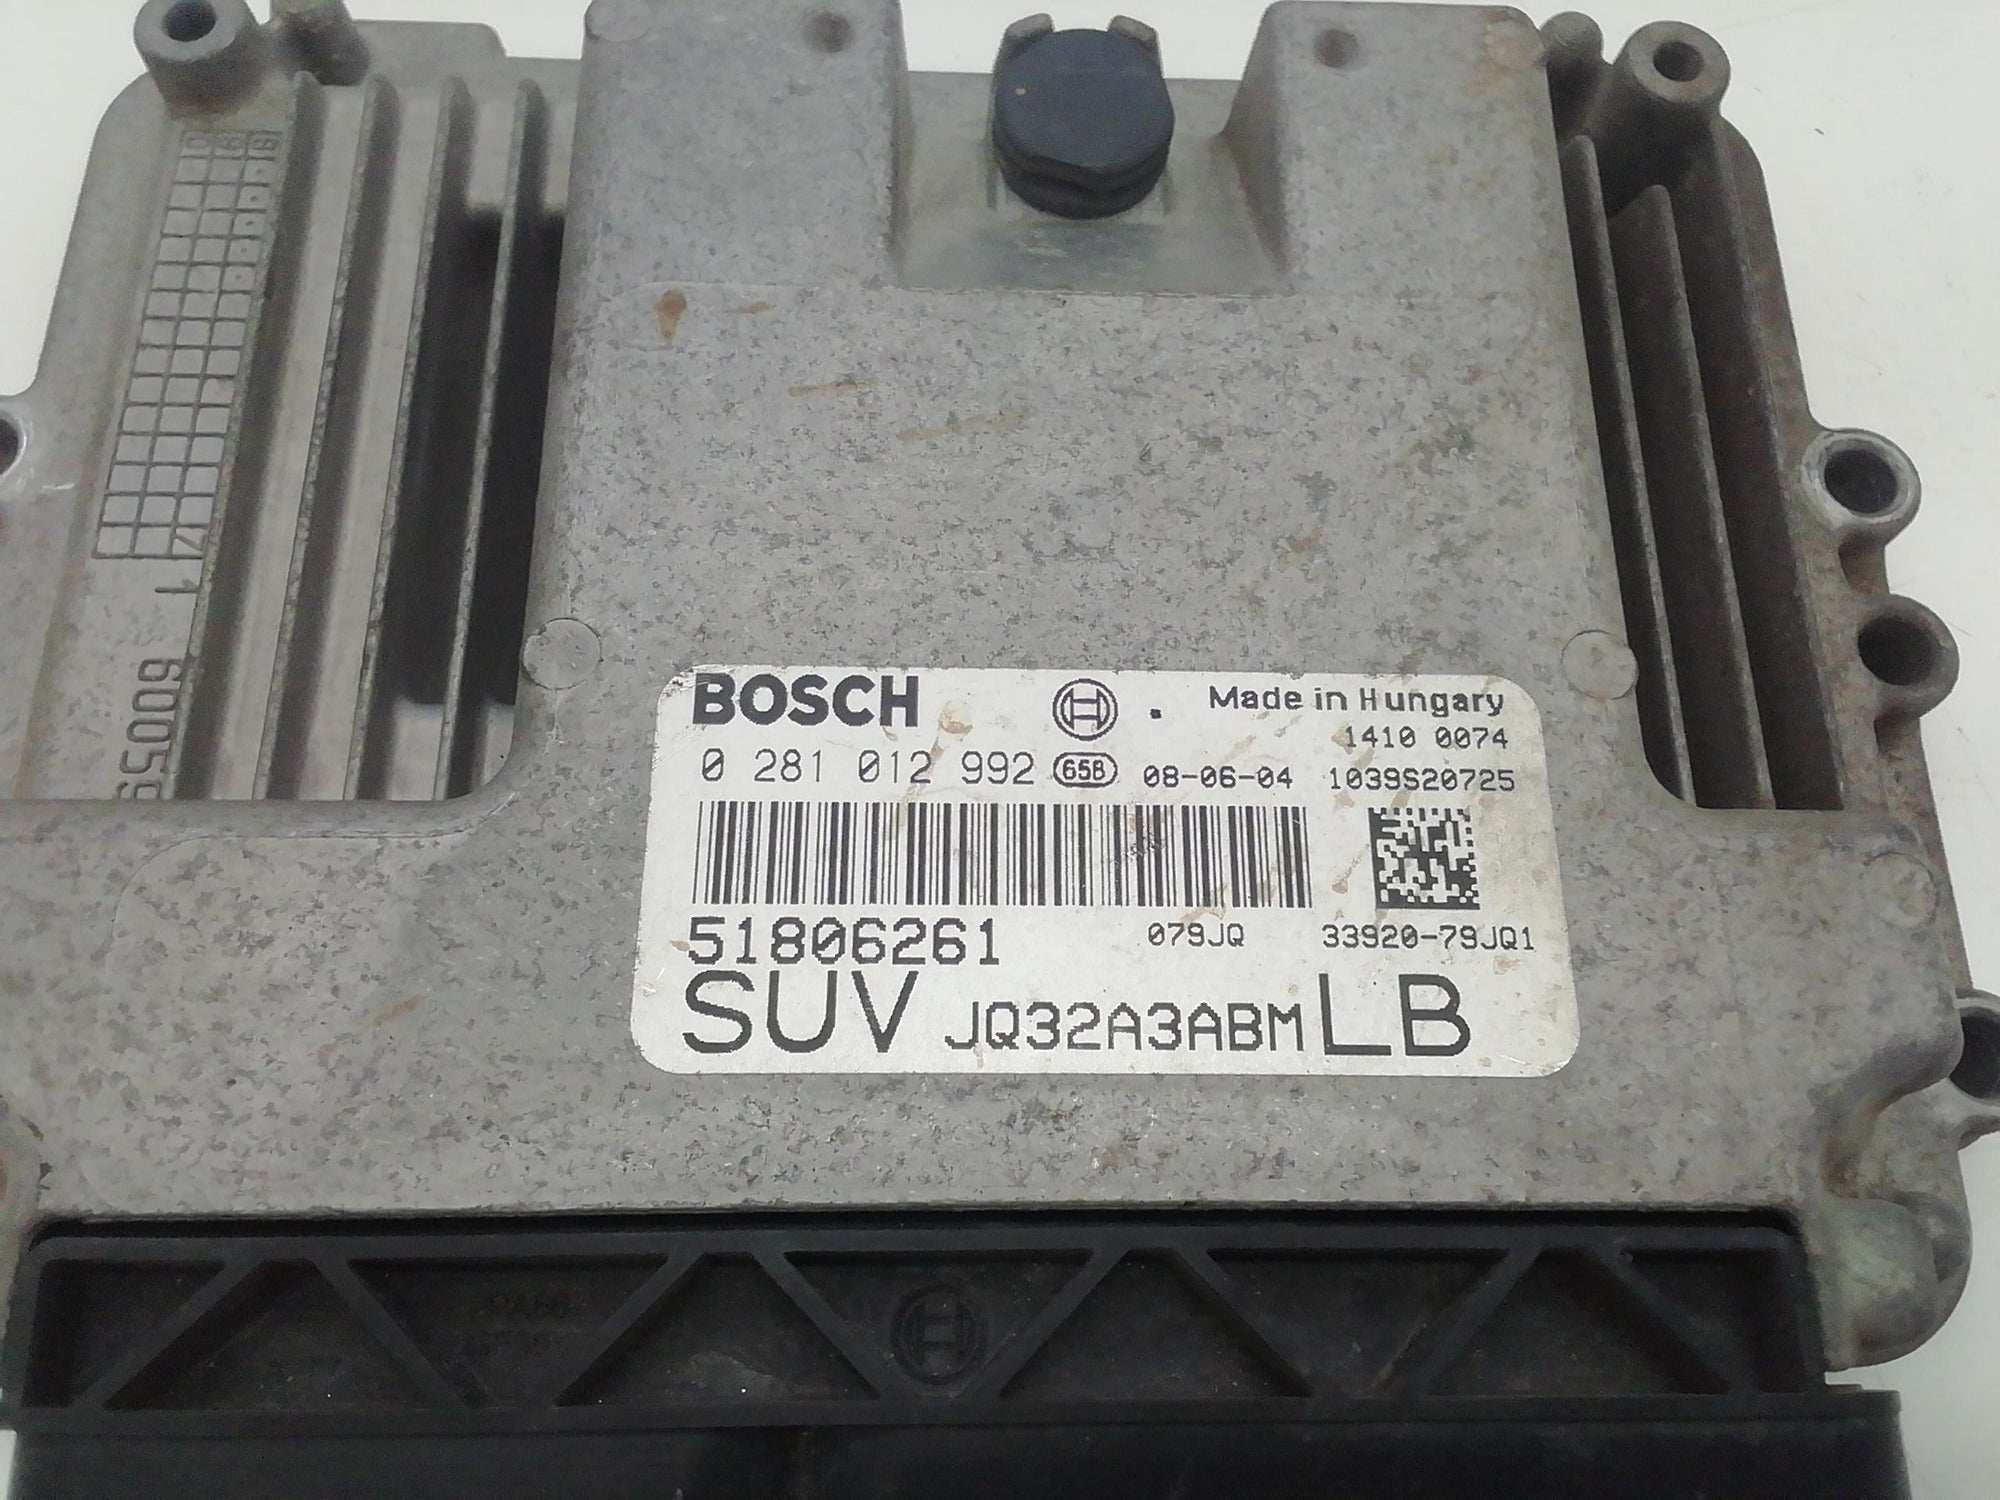 BOSCH
Made in Hungary
1410 0074
0 281 012 992 65B 08-06-04 1039S20725
51806261 079JQ 33920-79JQ1
SUV JQ32A3ABM LB